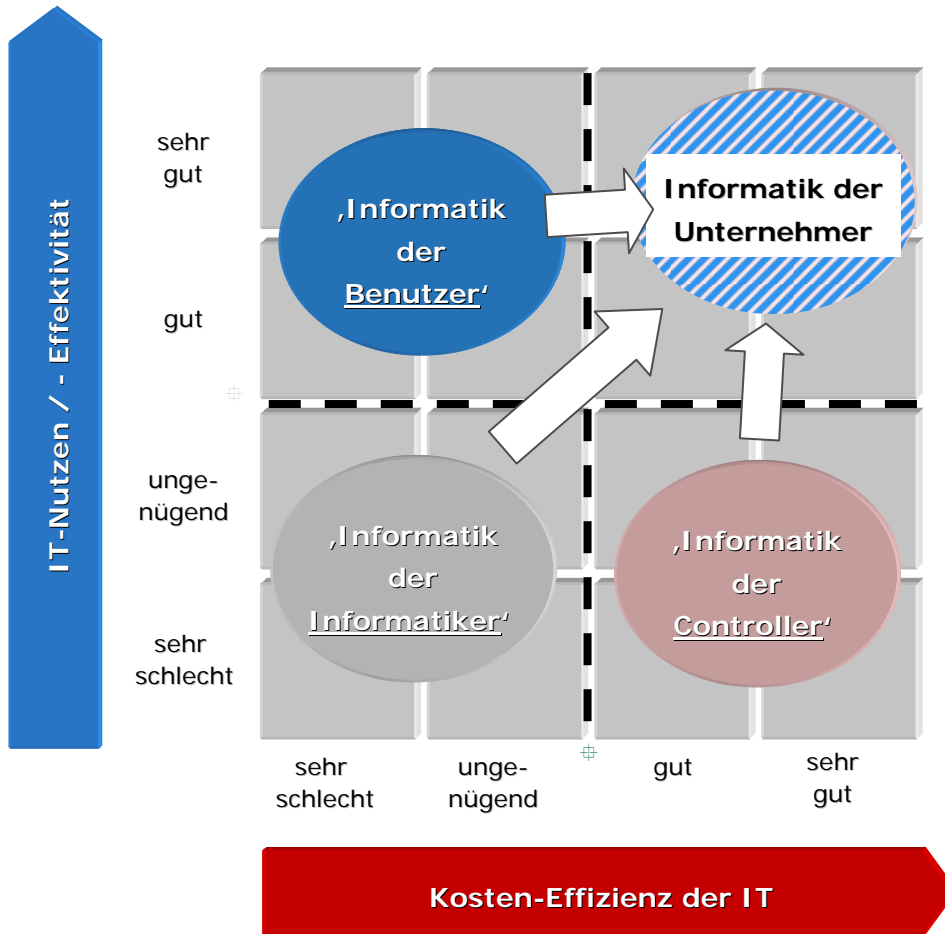 IT-Nutzen / - Effektivität
sehr
gut
gut
unge-
nügend
sehr
schlecht
‚Informatik
der
Benutzer‘
Informatik der
Unternehmer
‚Informatik
der
Informatiker‘
‚Informatik
der
Controller‘
sehr
schlecht
unge-
nügend
gut
sehr
gut
Kosten-Effizienz der IT